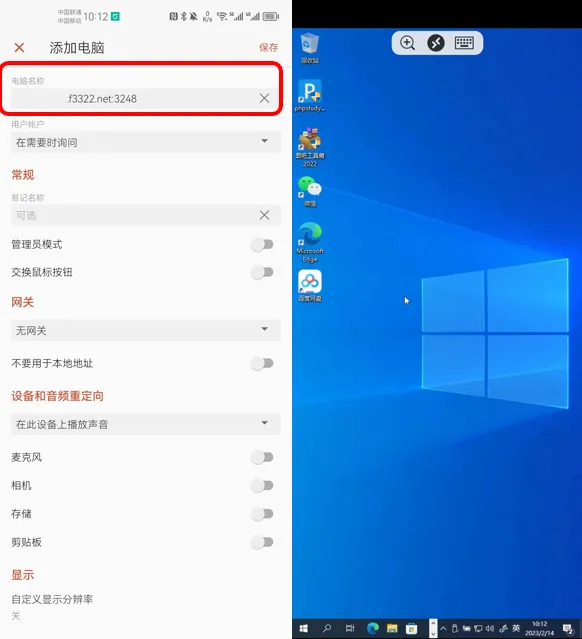 中国联通
中国移动
10:12
0
K/s
5G
4G
添加电脑
保存
电脑名称
.f3322.net:3248
用户帐户
在需要时询问
常规
易记名称
可选
管理员模式
交换鼠标按钮
网关
无网关
不要用于本地地址
设备和音频重定向
在此设备上播放声音
麦克风
相机
存储
剪贴板
显示
自定义显示分辨率
关
回收站
phpstudy...
图吧工具箱
2022
微信
Microsoft
Edge
百度网盘
英
10:12
2023/2/14